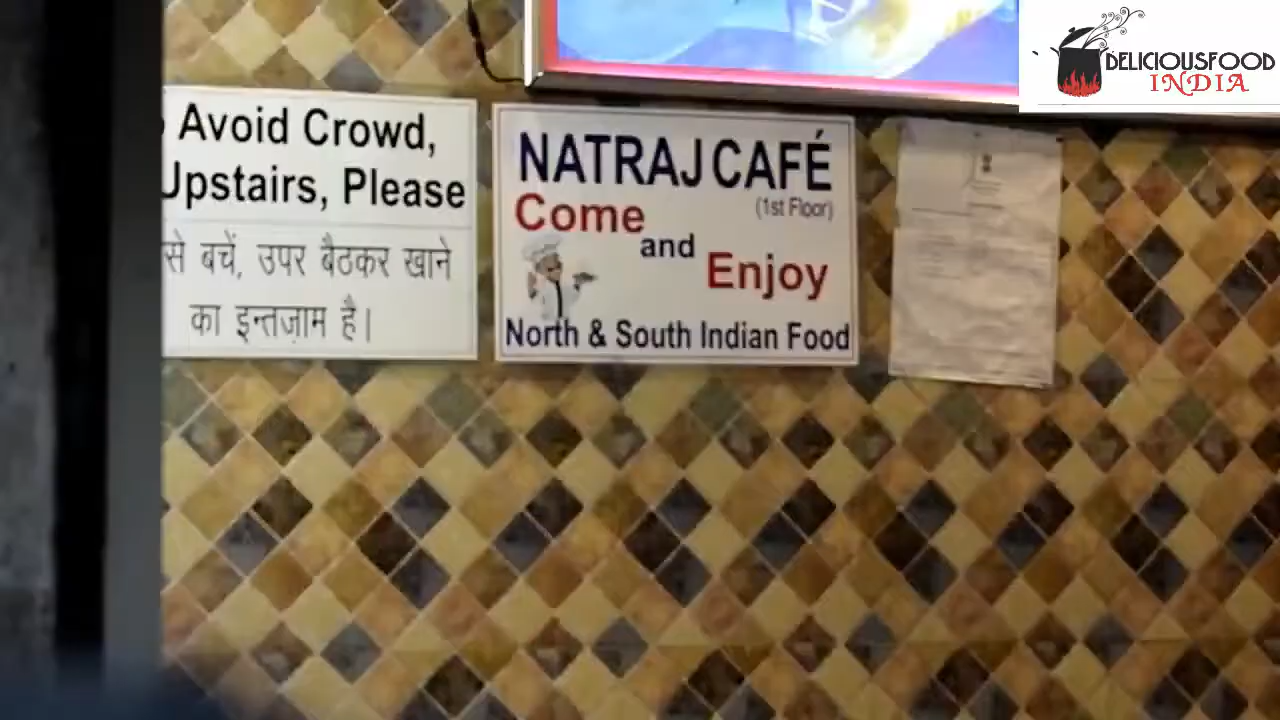 Avoid Crowd,
Upstairs, Please
से बचें, उपर बैठकर खाने
का इन्तज़ाम है।
NATRAJ CAFÉ
(1st Floor)
Come
and
Enjoy
North & South Indian Food
DELICIOUSFOOD
INDIA